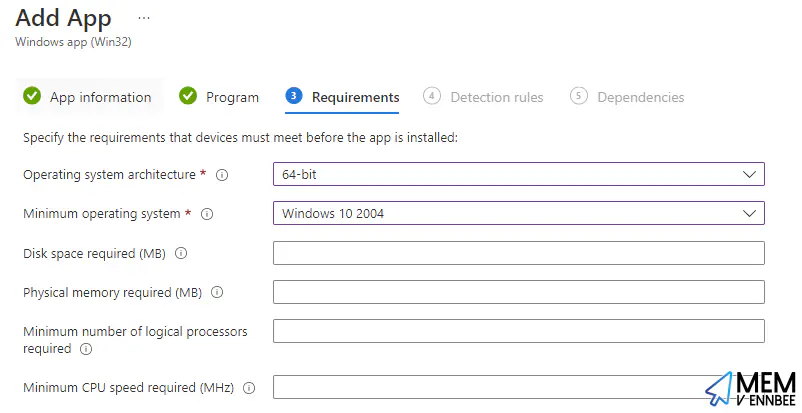 Add App ...
Windows app (Win32)
App information Program 3 Requirements 4 Detection rules 5 Dependencies
Specify the requirements that devices must meet before the app is installed:
Operating system architecture * 64-bit
Minimum operating system * Windows 10 2004
Disk space required (MB)
Physical memory required (MB)
Minimum number of logical processors
required
Minimum CPU speed required (MHz)
MEM
V ENNBEE